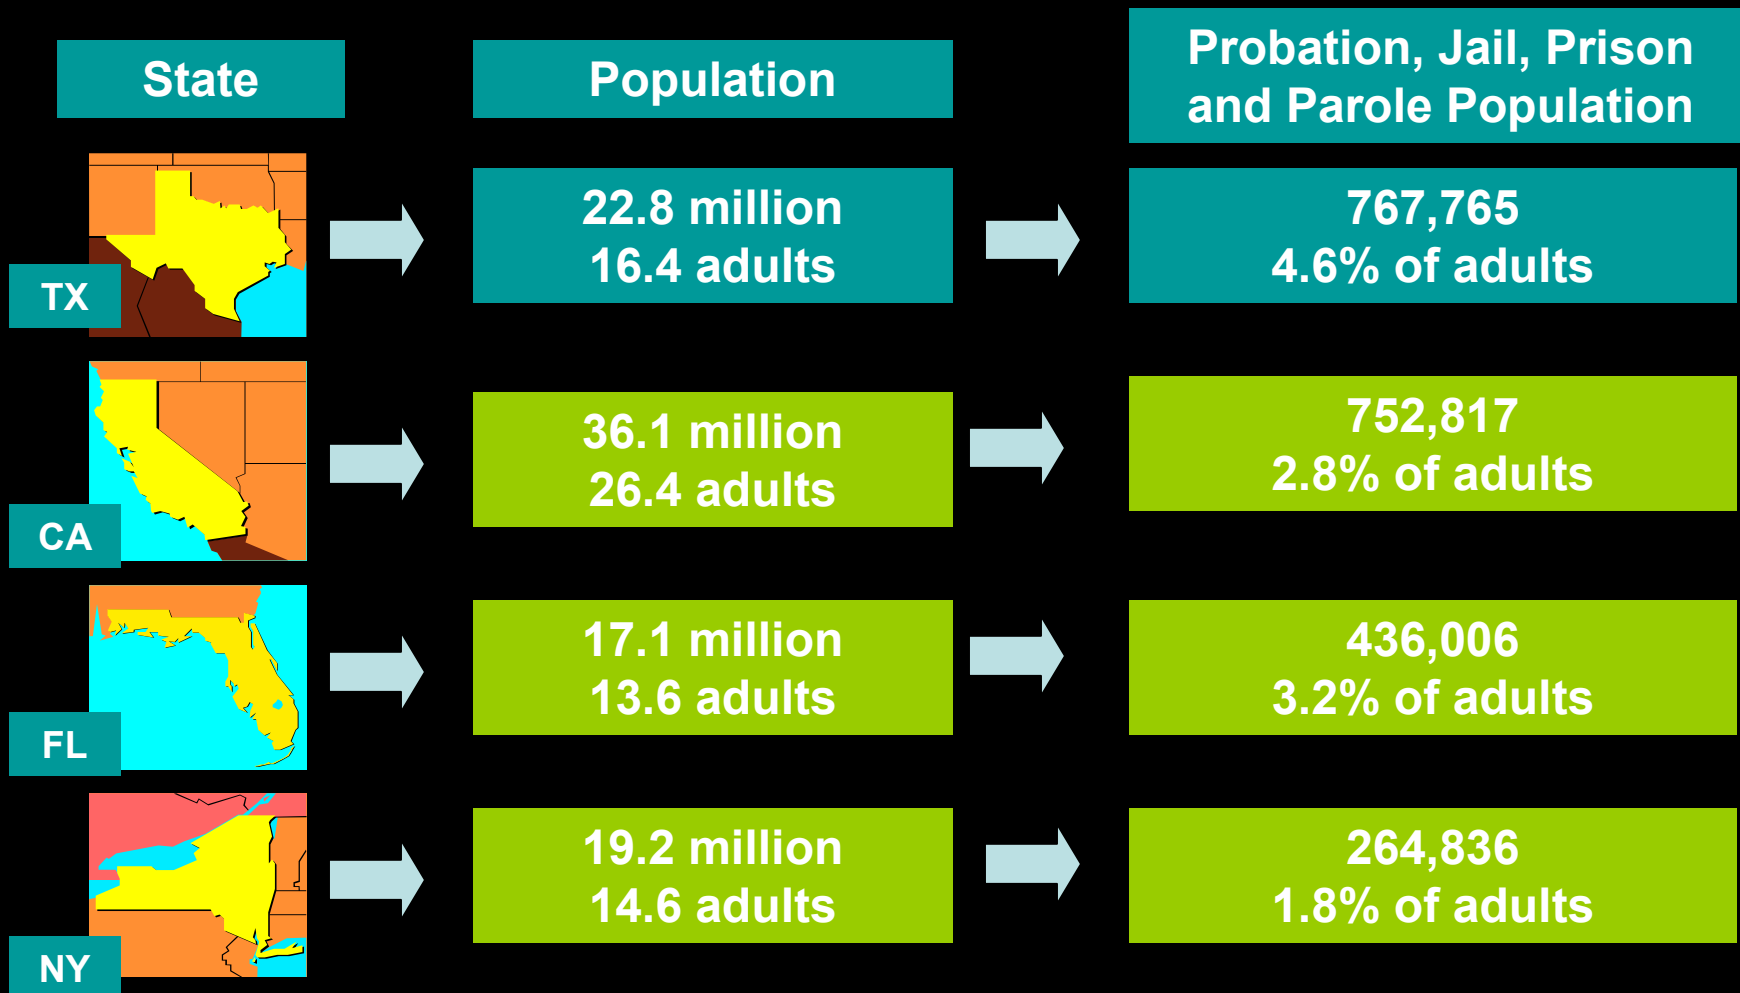 State
Population
Probation, Jail, Prison
and Parole Population
TX
22.8 million
16.4 adults
767,765
4.6% of adults
CA
36.1 million
26.4 adults
752,817
2.8% of adults
FL
17.1 million
13.6 adults
436,006
3.2% of adults
NY
19.2 million
14.6 adults
264,836
1.8% of adults